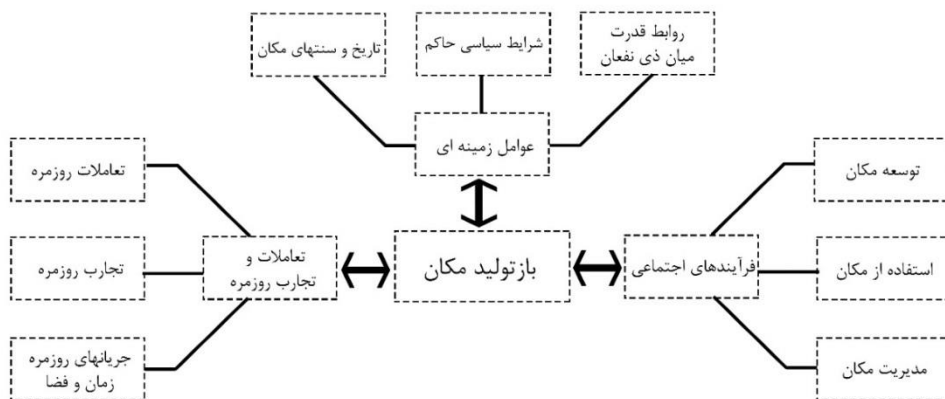 روابط قدرت
میان ذی نفعان
شرایط سیاسی حاکم
تاریخ و سنتهای مکان
عوامل زمینه ای
توسعه مکان
استفاده از مکان
مدیریت مکان
فرآیندهای اجتماعی
بازتولید مکان
تعاملات و
تجارب روزمره
تعاملات روزمره
تجارب روزمره
جریانهای روزمره
زمان و فضا